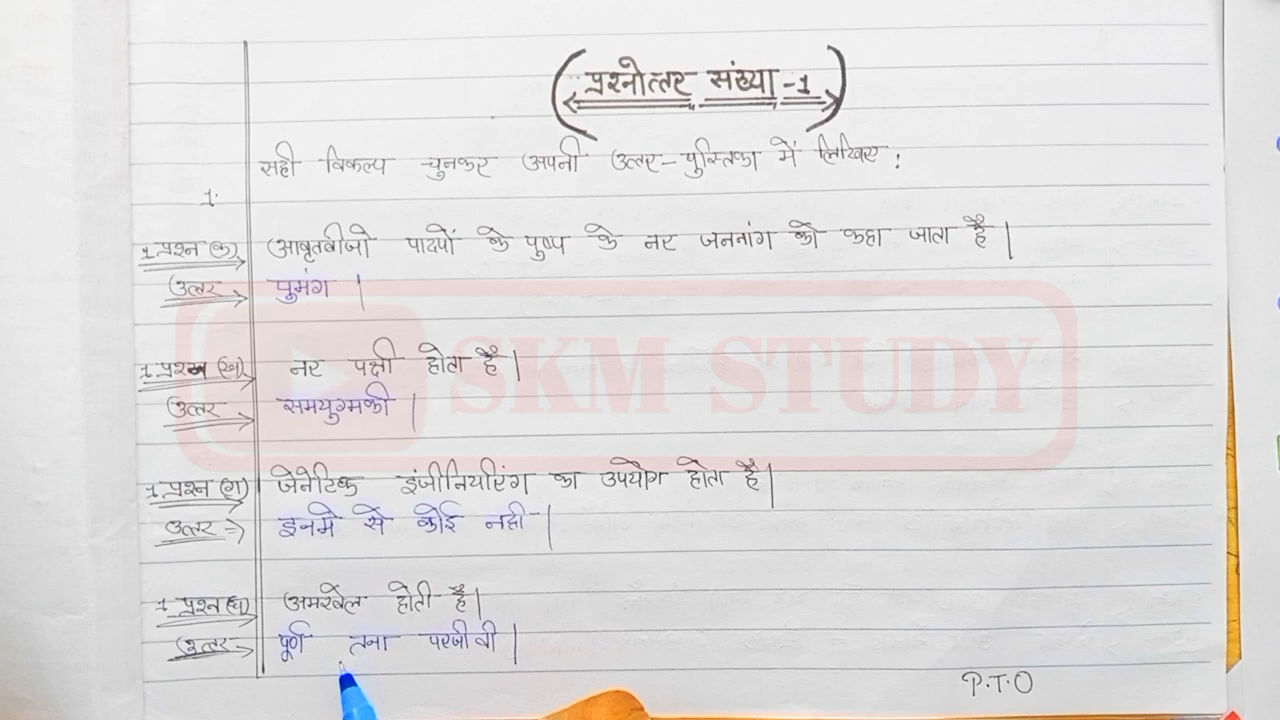 प्रश्नोत्तर संख्या -1
सही विकल्प चुनकर अपनी उत्तर-पुस्तिका में लिखिए :
1.
1 प्रश्न (क) आवृतबीजी पादपों के पुष्प के नर जननांग को कहा जाता है |
उत्तर पुमंग |
1 प्रश्न (ख) नर पक्षी होता है |
उत्तर समयुग्मकी |
SKM STUDY
1 प्रश्न (ग) जेनेटिक इंजीनियरिंग का उपयोग होता है |
उत्तर => इनमे से कोई नही |
1 प्रश्न (घ) अमरबेल होती है |
उत्तर पूर्ण तना परजीवी |
P.T.O